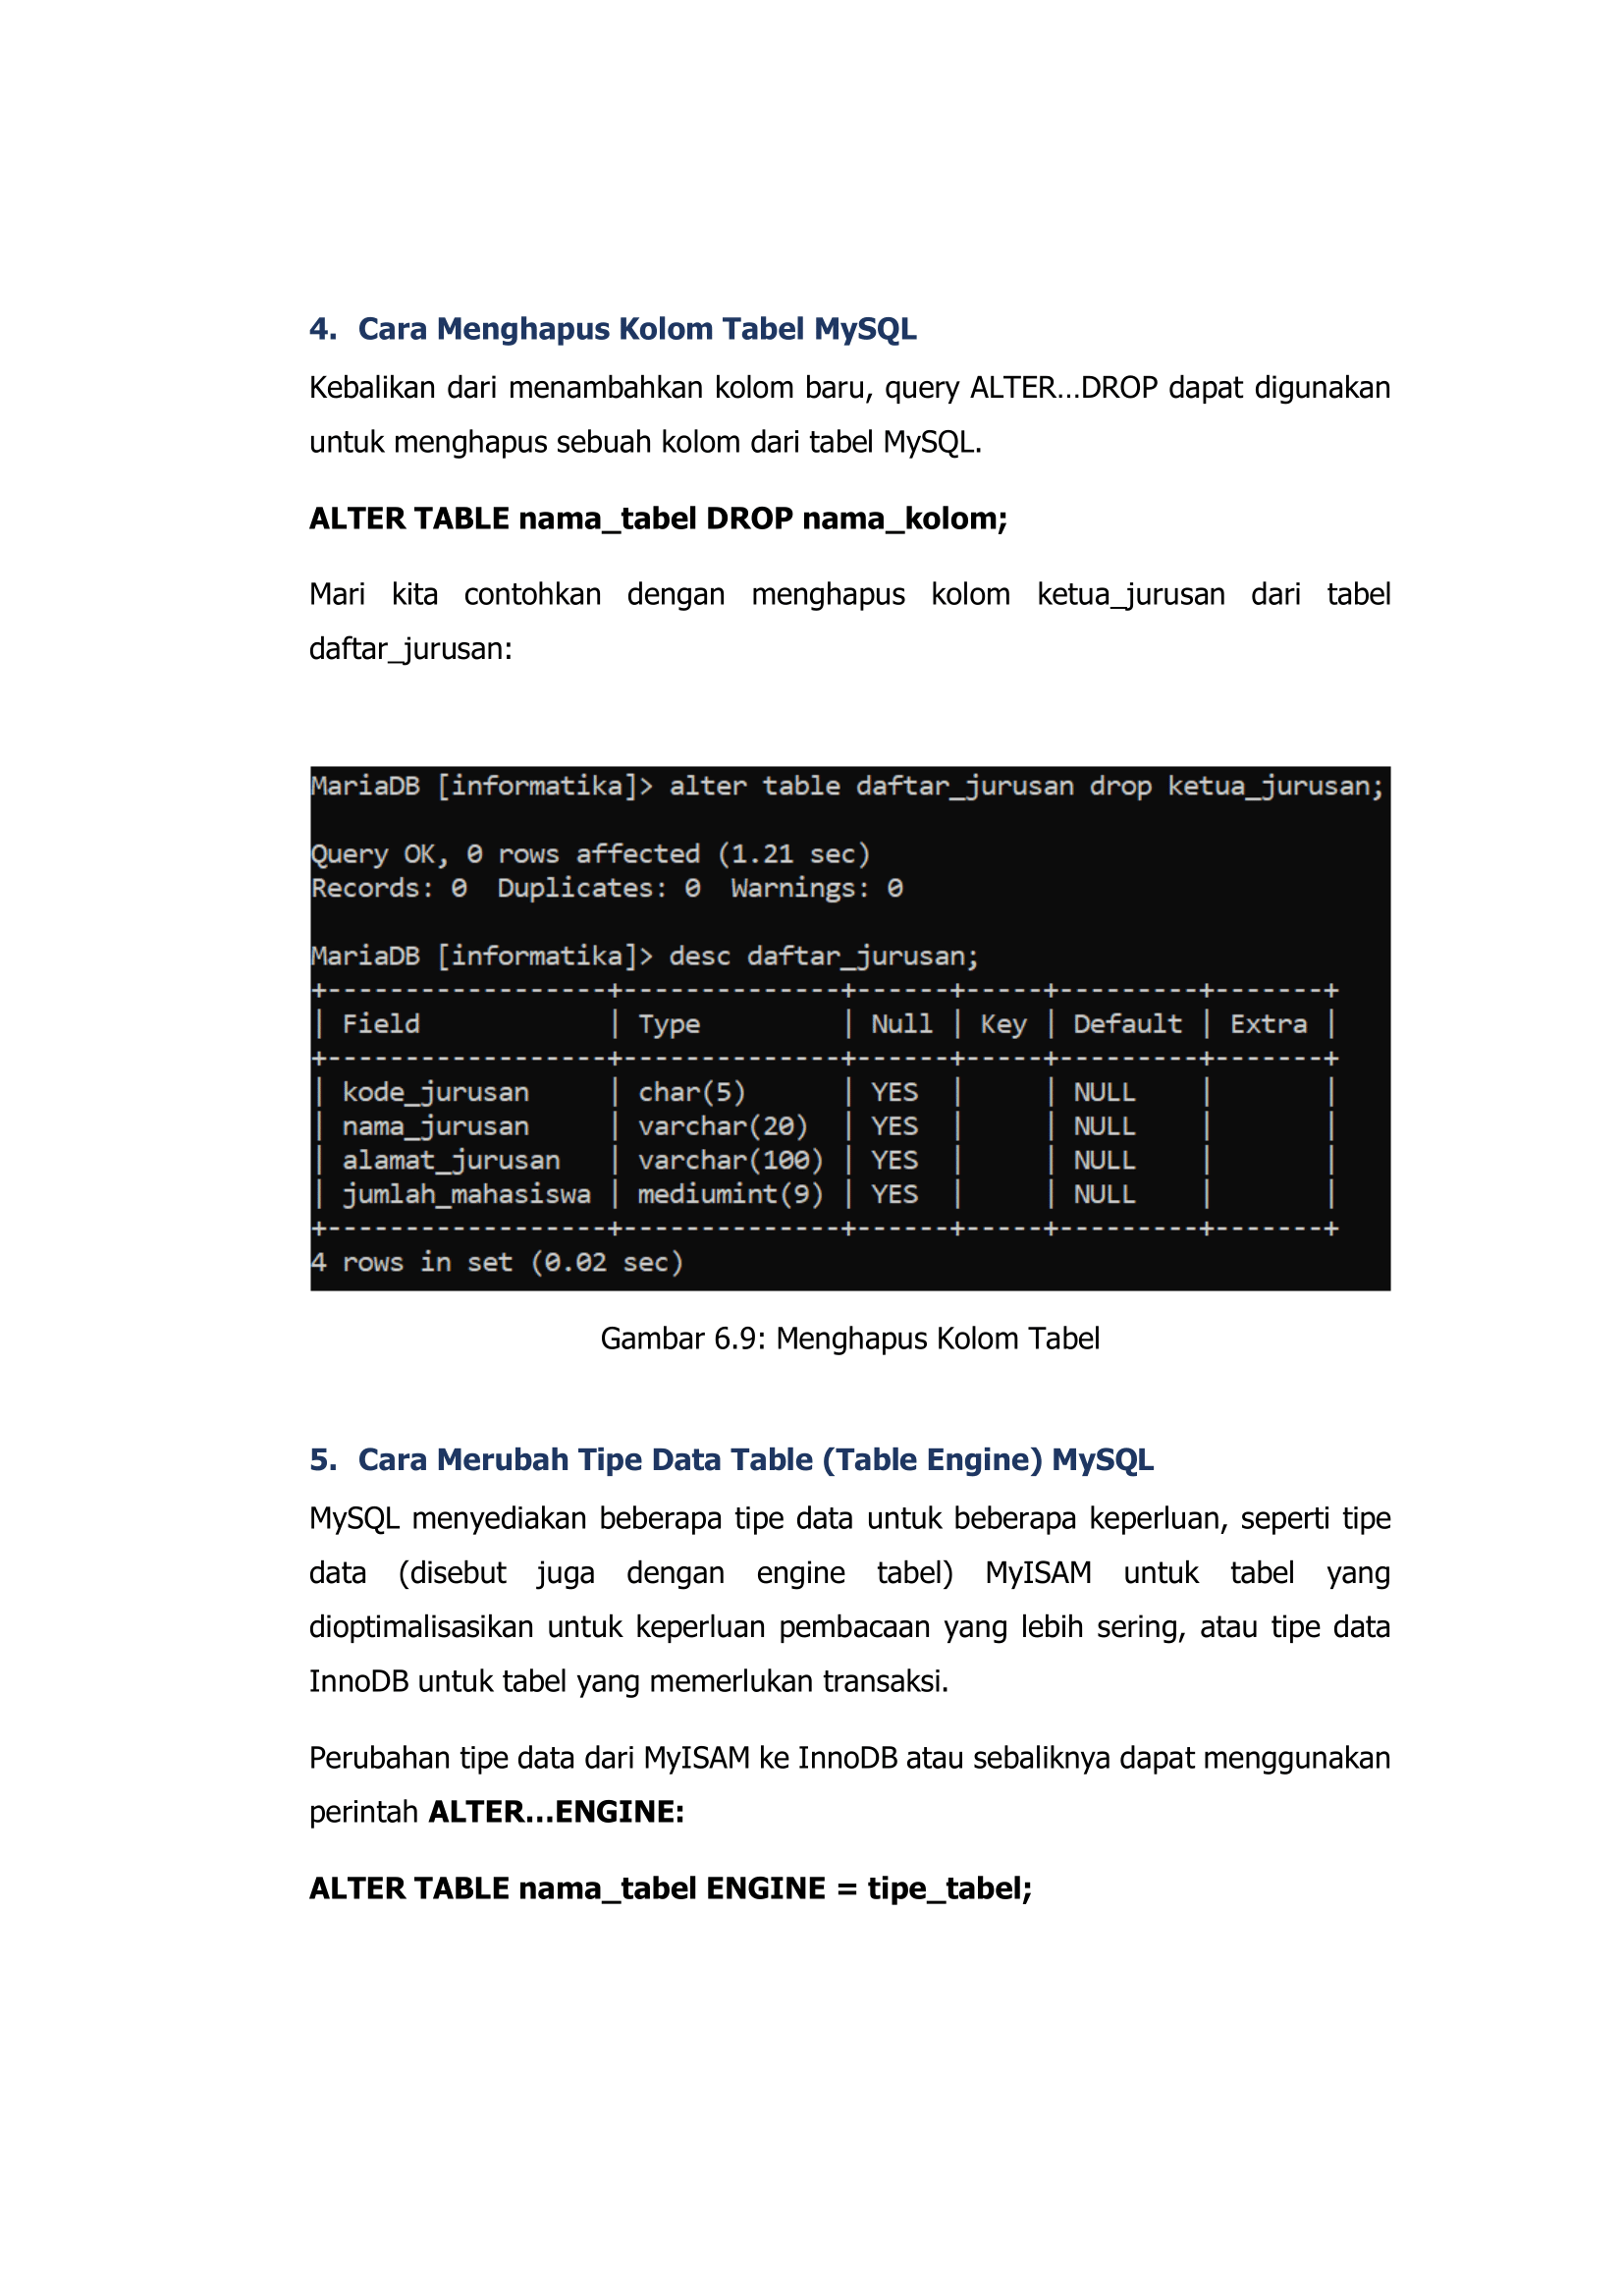 4. Cara Menghapus Kolom Tabel MySQL
Kebalikan dari menambahkan kolom baru, query ALTER…DROP dapat digunakan
untuk menghapus sebuah kolom dari tabel MySQL.
ALTER TABLE nama_tabel DROP nama_kolom;
Mari kita contohkan dengan menghapus kolom ketua_jurusan dari tabel
daftar_jurusan:
MariaDB [informatika]> alter table daftar_jurusan drop ketua_jurusan;
Query OK, 0 rows affected (1.21 sec)
Records: 0  Duplicates: 0  Warnings: 0
MariaDB [informatika]> desc daftar_jurusan;
+------------------+--------------+------+-----+---------+-------+
| Field            | Type         | Null | Key | Default | Extra |
+------------------+--------------+------+-----+---------+-------+
| kode_jurusan     | char(5)      | YES  |     | NULL    |       |
| nama_jurusan     | varchar(20)  | YES  |     | NULL    |       |
| alamat_jurusan   | varchar(100) | YES  |     | NULL    |       |
| jumlah_mahasiswa | mediumint(9) | YES  |     | NULL    |       |
+------------------+--------------+------+-----+---------+-------+
4 rows in set (0.02 sec)
Gambar 6.9: Menghapus Kolom Tabel
5. Cara Merubah Tipe Data Table (Table Engine) MySQL
MySQL menyediakan beberapa tipe data untuk beberapa keperluan, seperti tipe
data (disebut juga dengan engine tabel) MyISAM untuk tabel yang
dioptimalisasikan untuk keperluan pembacaan yang lebih sering, atau tipe data
InnoDB untuk tabel yang memerlukan transaksi.
Perubahan tipe data dari MyISAM ke InnoDB atau sebaliknya dapat menggunakan
perintah ALTER…ENGINE:
ALTER TABLE nama_tabel ENGINE = tipe_tabel;